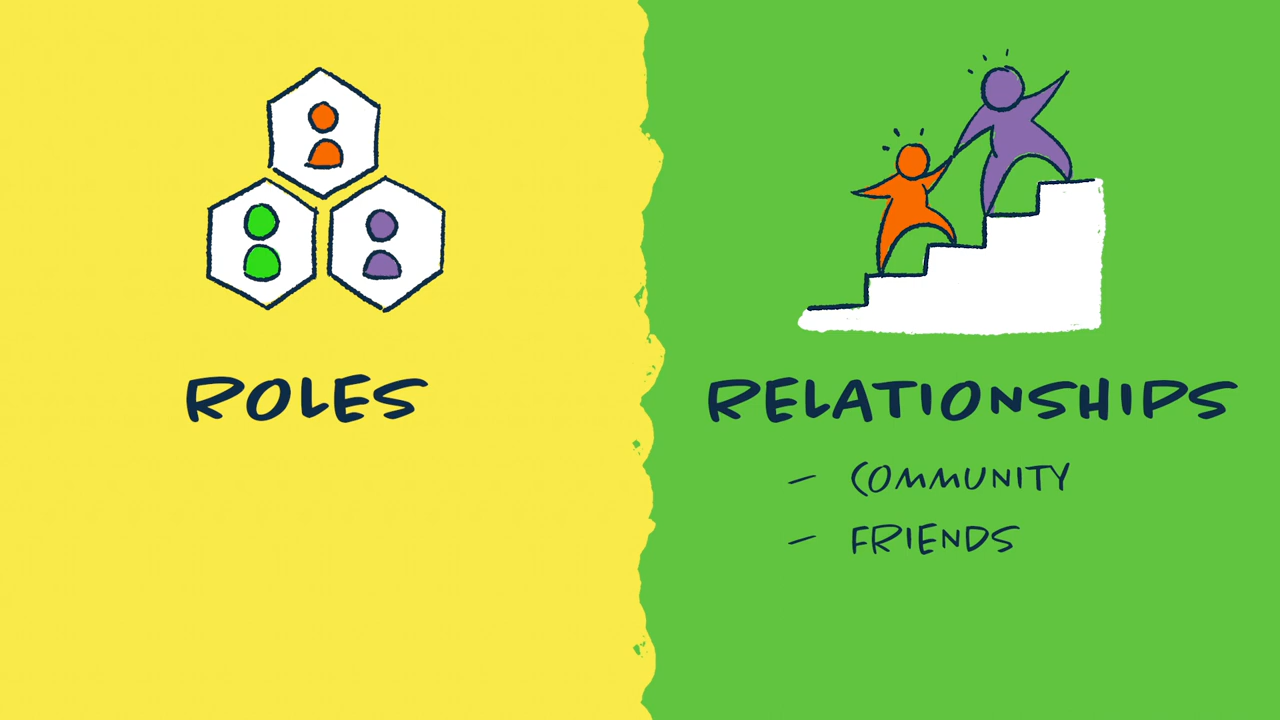 ROLES
RELATIONSHIPS
– COMMUNITY
– FRIENDS